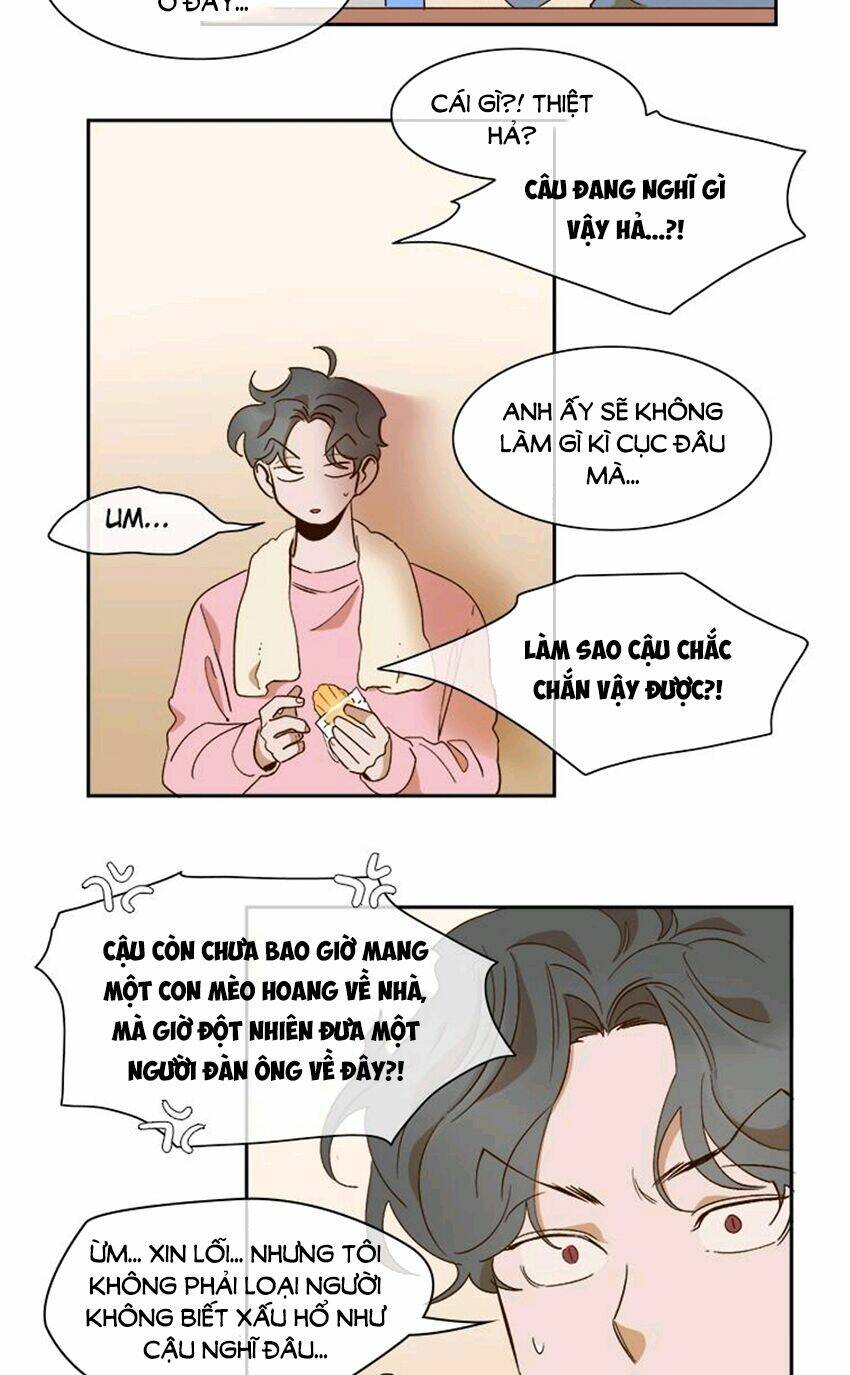 Ở ĐÂY...
CÁI GÌ?! THIỆT
HẢ?
CÂU ĐANG NGHĨ GÌ
VẬY HẢ...?!
ANH ẤY SẼ KHÔNG
LÀM GÌ KÌ CỤC ĐÂU
MÀ...
UM...
LÀM SAO CẬU CHẮC
CHẮN VẬY ĐƯỢC?!
CẬU CÒN CHƯA BAO GIỜ MANG
MỘT CON MÈO HOANG VỀ NHÀ,
MÀ GIỜ ĐỘT NHIÊN ĐƯA MỘT
NGƯỜI ĐÀN ÔNG VỀ ĐÂY?!
ỪM... XIN LỐI... NHƯNG TÔI
KHÔNG PHẢI LOẠI NGƯỜI
KHÔNG BIẾT XẤU HỔ NHƯ
CẬU NGHĨ ĐÂU...